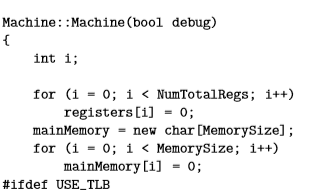 Machine::Machine(bool debug)
{
    int i;

    for (i = 0; i < NumTotalRegs; i++)
        registers[i] = 0;
    mainMemory = new char[MemorySize];
    for (i = 0; i < MemorySize; i++)
        mainMemory[i] = 0;
#ifdef USE_TLB